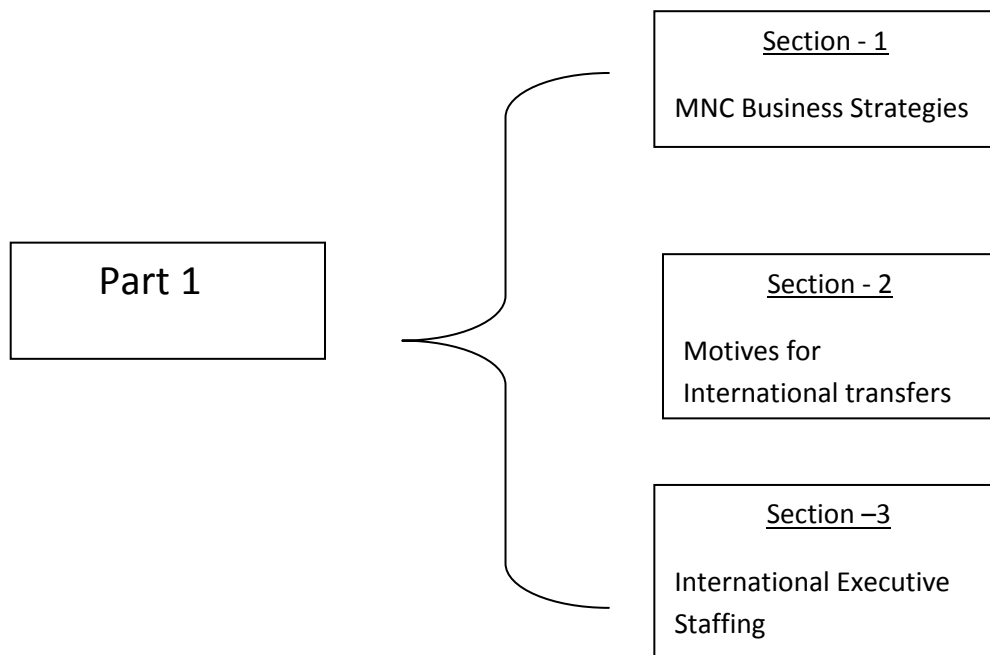 Part 1
Section - 1
MNC Business Strategies
Section - 2
Motives for
International transfers
Section –3
International Executive
Staffing